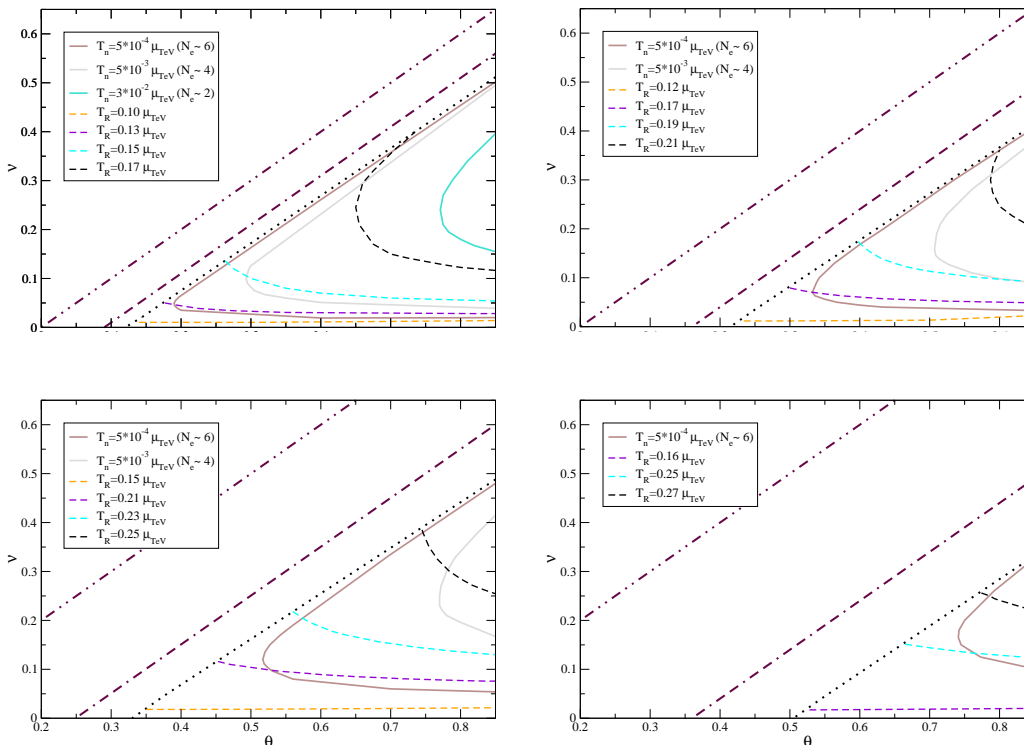 ν
0.6
0.5
0.4
0.3
0.2
0.1
0
T_n=5*10^-4 μ_TeV (N_e~ 6)
T_n=5*10^-3 μ_TeV (N_e~ 4)
T_n=3*10^-2 μ_TeV (N_e~ 2)
T_R=0.10 μ_TeV
T_R=0.13 μ_TeV
T_R=0.15 μ_TeV
T_R=0.17 μ_TeV
ν
0.6
0.5
0.4
0.3
0.2
0.1
0
T_n=5*10^-4 μ_TeV (N_e~ 6)
T_n=5*10^-3 μ_TeV (N_e~ 4)
T_R=0.12 μ_TeV
T_R=0.17 μ_TeV
T_R=0.19 μ_TeV
T_R=0.21 μ_TeV
ν
0.6
0.5
0.4
0.3
0.2
0.1
0
T_n=5*10^-4 μ_TeV (N_e~ 6)
T_n=5*10^-3 μ_TeV (N_e~ 4)
T_R=0.15 μ_TeV
T_R=0.21 μ_TeV
T_R=0.23 μ_TeV
T_R=0.25 μ_TeV
0.2 0.3 0.4 0.5 0.6 0.7 0.8
θ
ν
0.6
0.5
0.4
0.3
0.2
0.1
0
T_n=5*10^-4 μ_TeV (N_e~ 6)
T_R=0.16 μ_TeV
T_R=0.25 μ_TeV
T_R=0.27 μ_TeV
0.2 0.3 0.4 0.5 0.6 0.7 0.8
θ